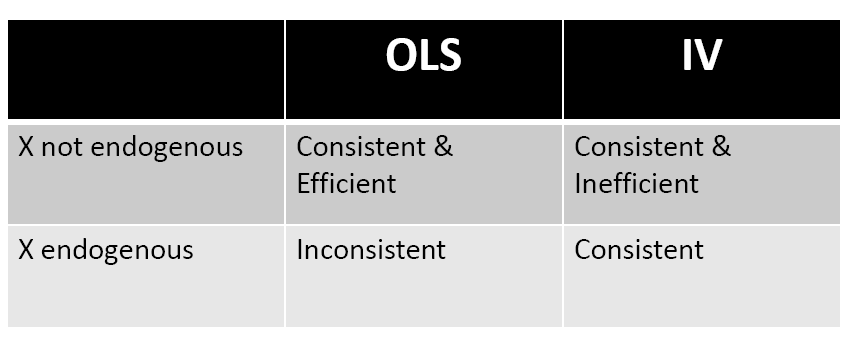 OLS IV
X not endogenous Consistent & Consistent &
Efficient Inefficient
X endogenous Inconsistent Consistent